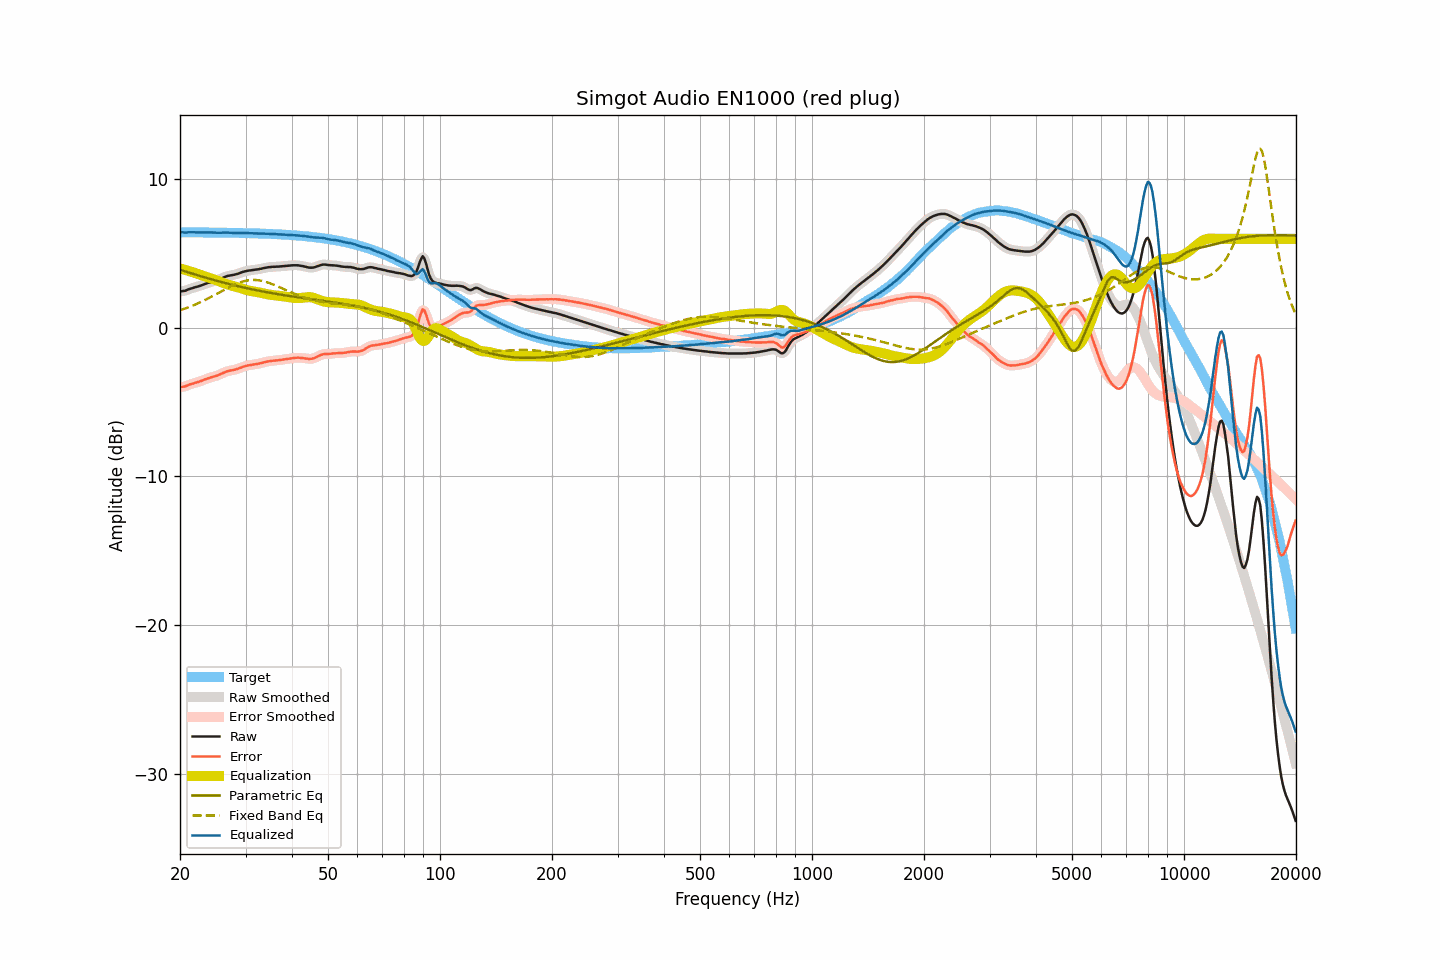 Simgot Audio EN1000 (red plug)
Amplitude (dBr)
10
0
−10
−20
−30
Target
Raw Smoothed
Error Smoothed
Raw
Error
Equalization
Parametric Eq
Fixed Band Eq
Equalized
20 50 100 200 500 1000 2000 5000 10000 20000
Frequency (Hz)